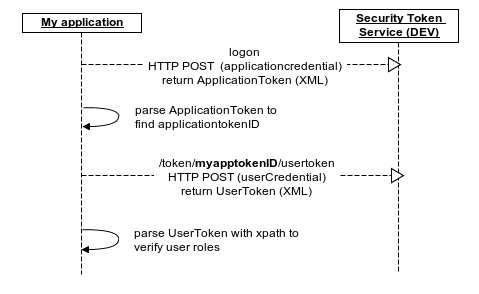 My application
Security Token
Service (DEV)
logon
HTTP POST (applicationcredential)
return ApplicationToken (XML)
parse ApplicationToken to
find applicationtokenID
/token/myapptokenID/usertoken
HTTP POST (userCredential)
return UserToken (XML)
parse UserToken with xpath to
verify user roles